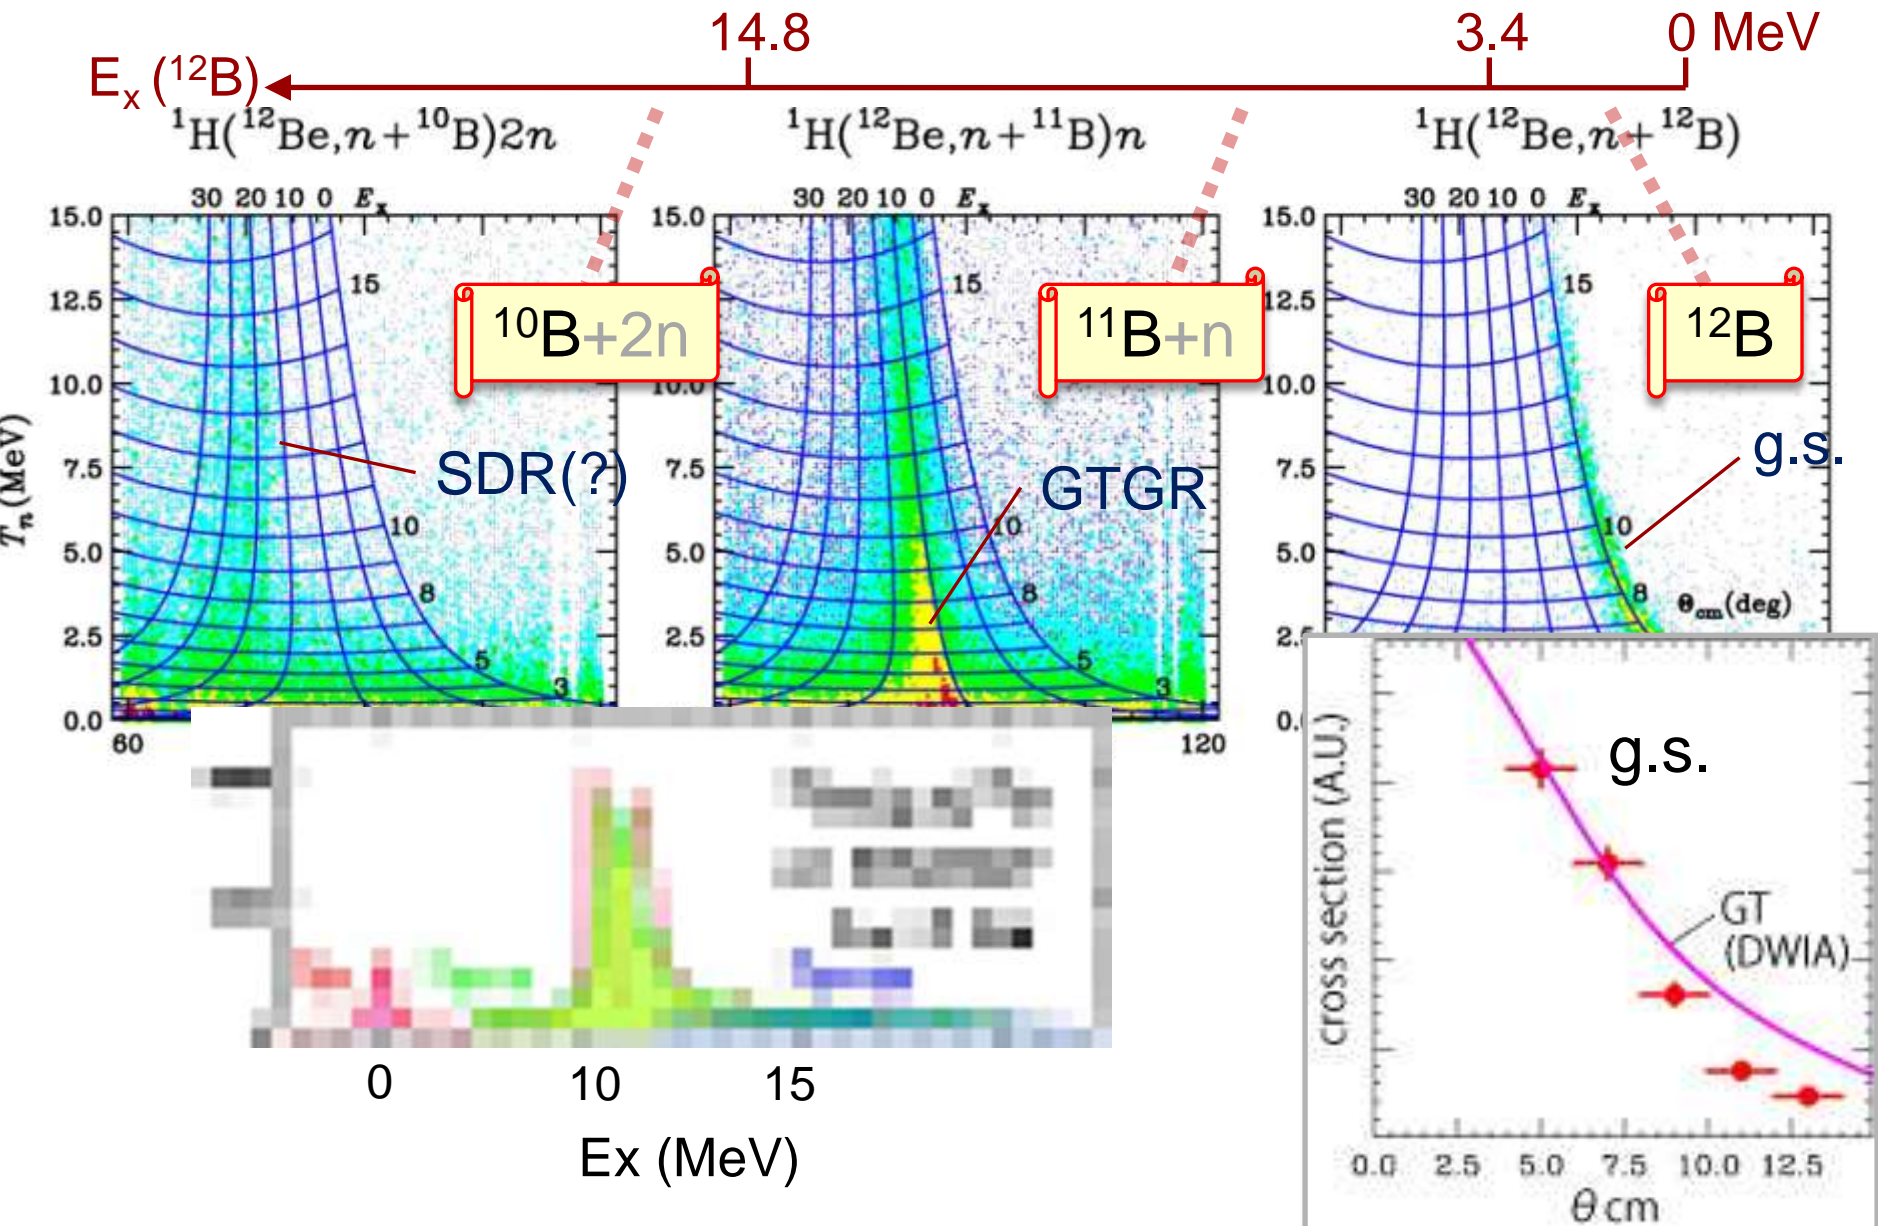 14.8 3.4 0 MeV
Eₓ (¹²B)
¹H(¹²Be,n+¹⁰B)2n
¹H(¹²Be,n+¹¹B)n
¹H(¹²Be,n+¹²B)
30 20 10 0 Eₓ
30 20 10 0 Eₓ
30 20 10 0 Eₓ
Tₙ(MeV)
15.0
12.5
10.0
7.5
5.0
2.5
0.0
60
15
10
8
5
3
¹⁰B+2n
SDR(?)
15.0
12.5
10.0
7.5
5.0
2.5
15
10
8
5
3
120
¹¹B+n
GTGR
15.0
12.5
10.0
7.5
5.0
15
10
8
¹²B
g.s.
Θcm(deg)
0 10 15
Ex (MeV)
cross section (A.U.)
g.s.
GT
(DWIA)
0.0 2.5 5.0 7.5 10.0 12.5
θ cm